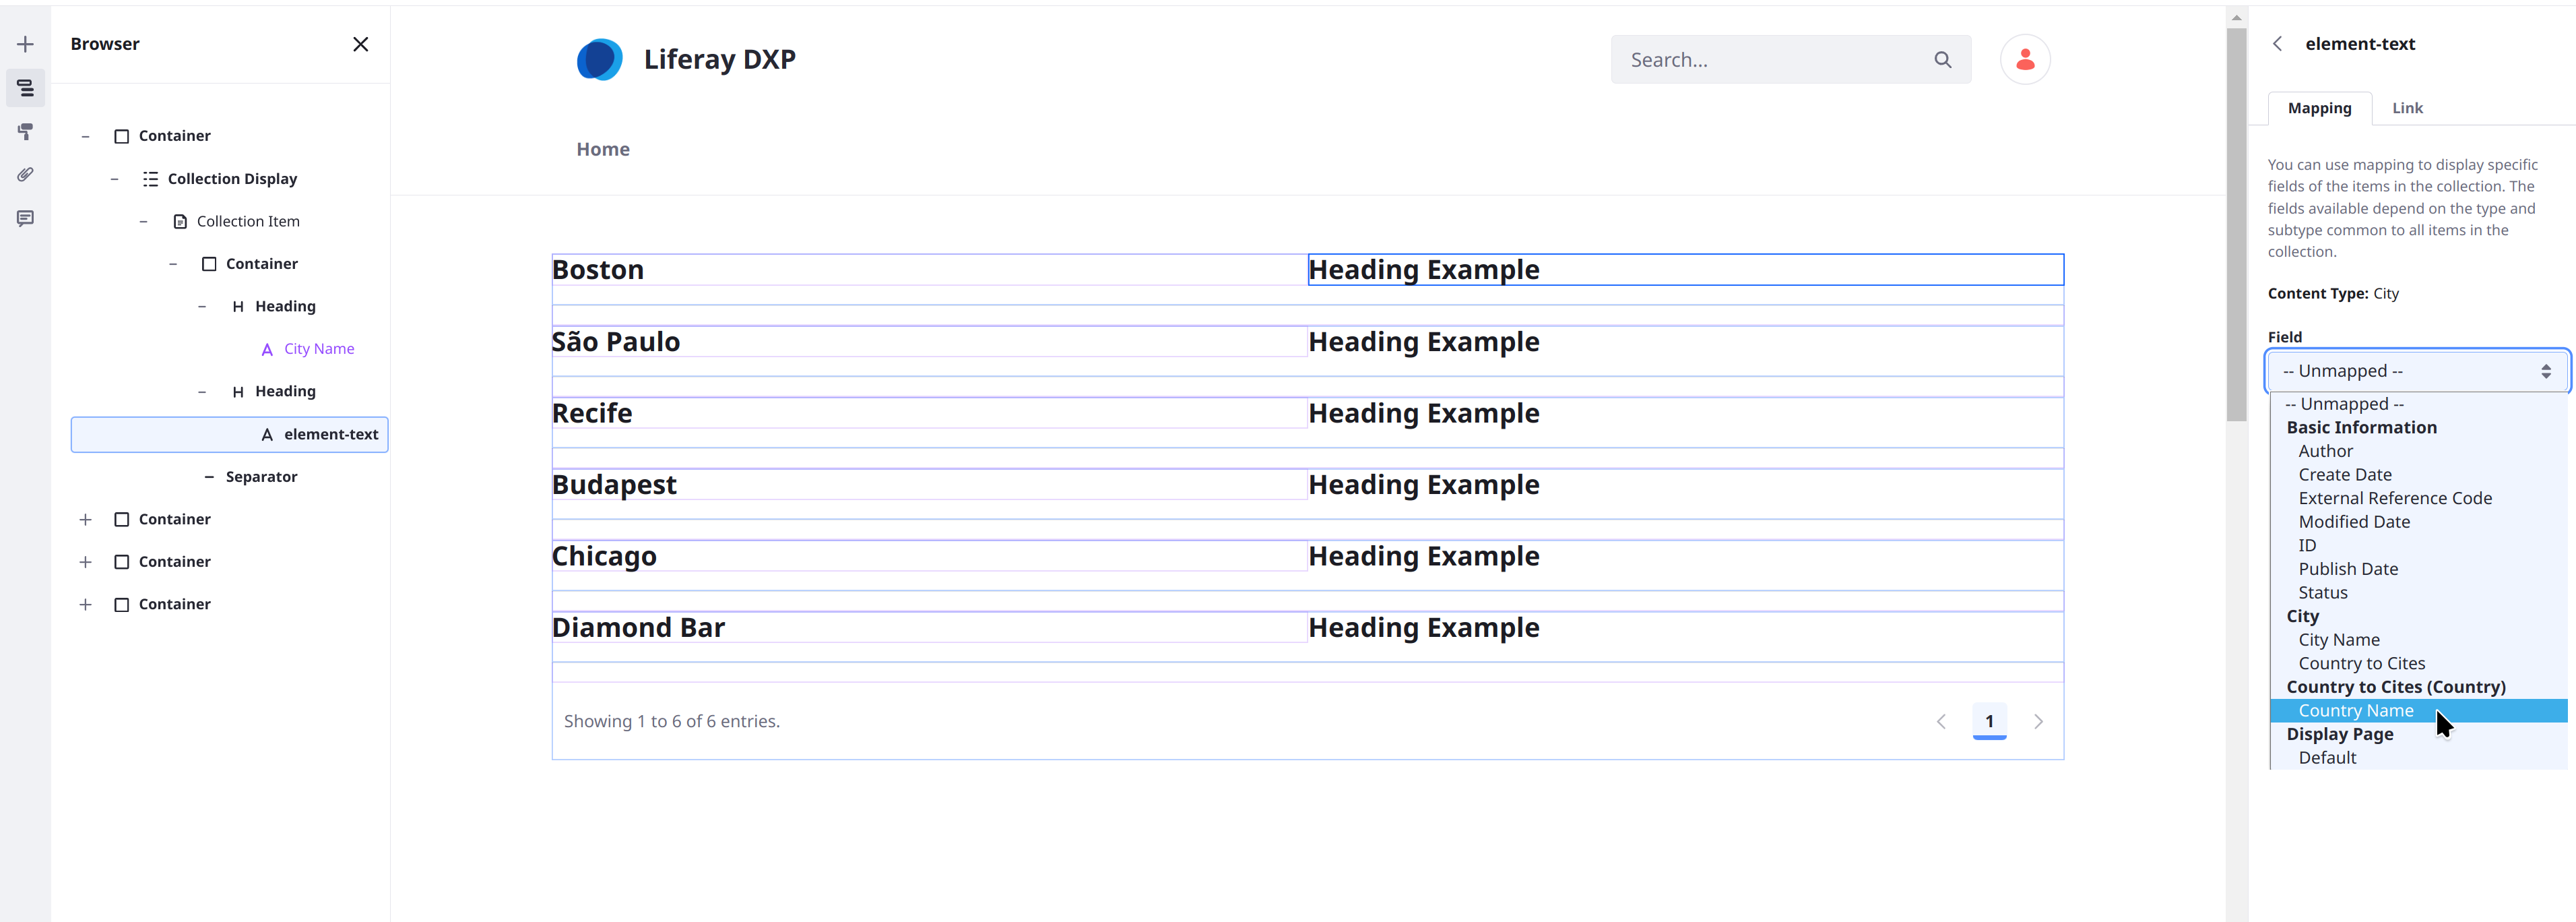 Browser
Container
Collection Display
Collection Item
Container
Heading
City Name
Heading
element-text
Separator
Container
Container
Container
Liferay DXP
Search...
Home
Boston
Heading Example
São Paulo
Heading Example
Recife
Heading Example
Budapest
Heading Example
Chicago
Heading Example
Diamond Bar
Heading Example
Showing 1 to 6 of 6 entries.
1
element-text
Mapping
Link
You can use mapping to display specific
fields of the items in the collection. The
fields available depend on the type and
subtype common to all items in the
collection.
Content Type: City
Field
-- Unmapped --
-- Unmapped --
Basic Information
Author
Create Date
External Reference Code
Modified Date
ID
Publish Date
Status
City
City Name
Country to Cites
Country to Cites (Country)
Country Name
Display Page
Default